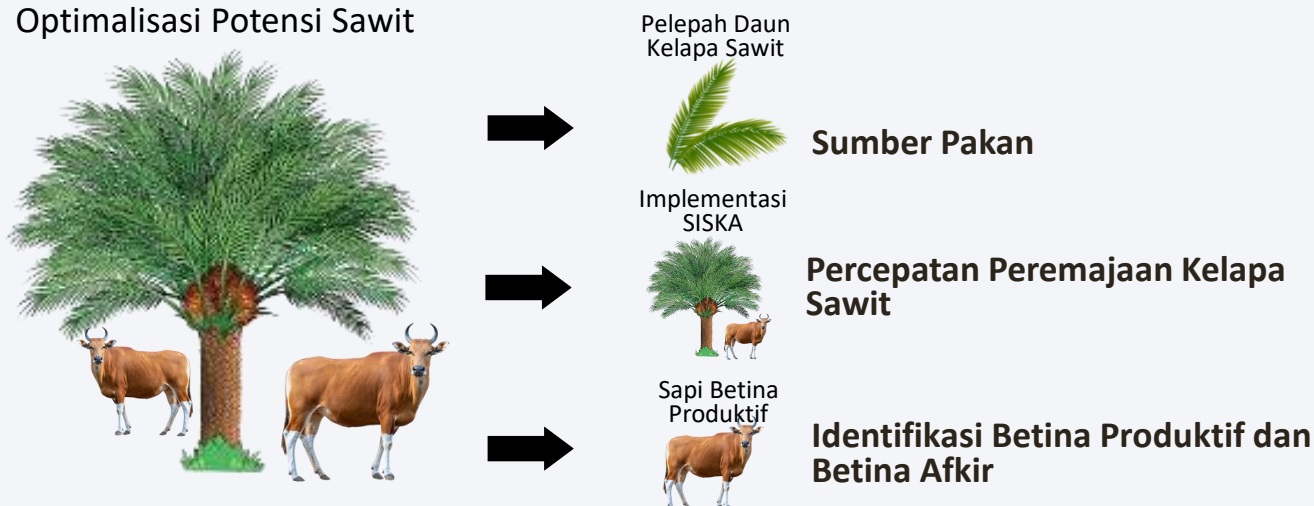 Optimalisasi Potensi Sawit
Pelepah Daun
Kelapa Sawit
Sumber Pakan
Implementasi
SISKA
Percepatan Peremajaan Kelapa
Sawit
Sapi Betina
Produktif
Identifikasi Betina Produktif dan
Betina Afkir